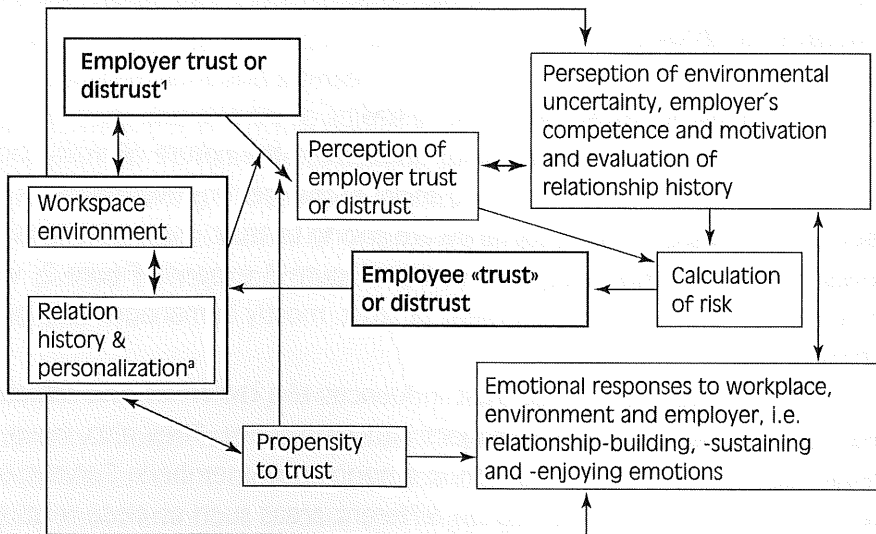 Employer trust or
distrust¹
Perseption of environmental
uncertainty, employer´s
competence and motivation
and evaluation of
relationship history
Perception of
employer trust
or distrust
Workspace
environment
Employee «trust»
or distrust
Calculation
of risk
Relation
history &
personalizationª
Emotional responses to workplace,
environment and employer, i.e.
relationship-building, -sustaining
and -enjoying emotions
Propensity
to trust